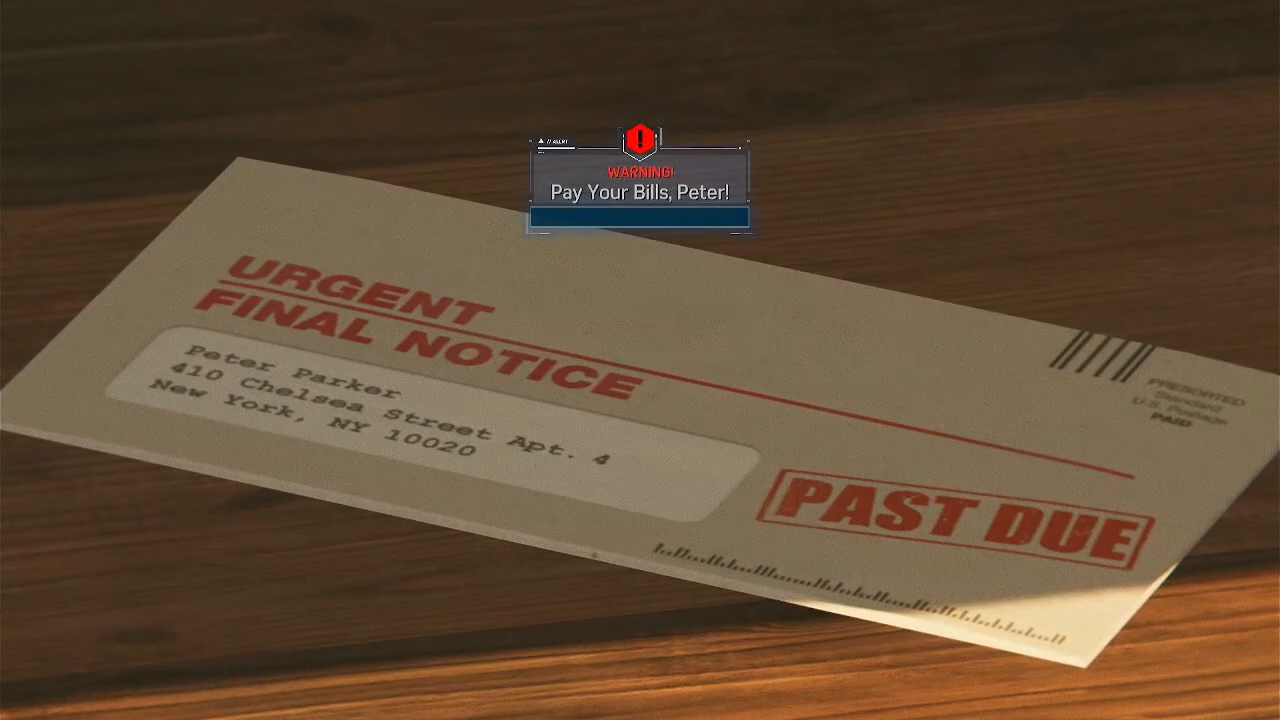 // ALERT
WARNING!
Pay Your Bills, Peter!
URGENT
FINAL NOTICE
Peter Parker
410 Chelsea Street Apt. 4
New York, NY 10020
PRESORTED
Standard
U.S. Postage
PAID
PAST DUE